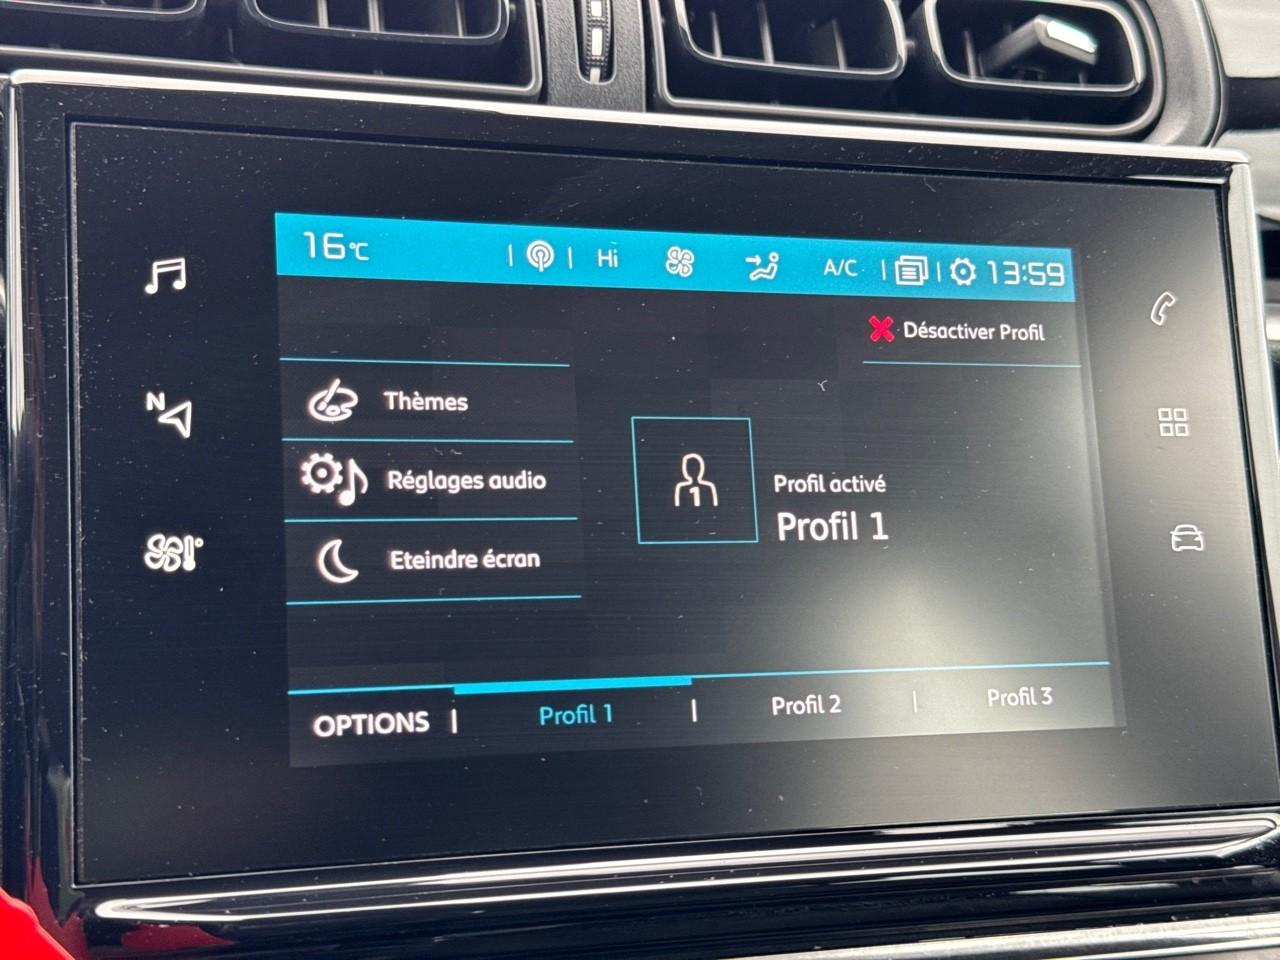 16°C Hi A/C 13:59
Désactiver Profil
Thèmes
Réglages audio
Eteindre écran
N
1
Profil activé
Profil 1
OPTIONS Profil 1 Profil 2 Profil 3